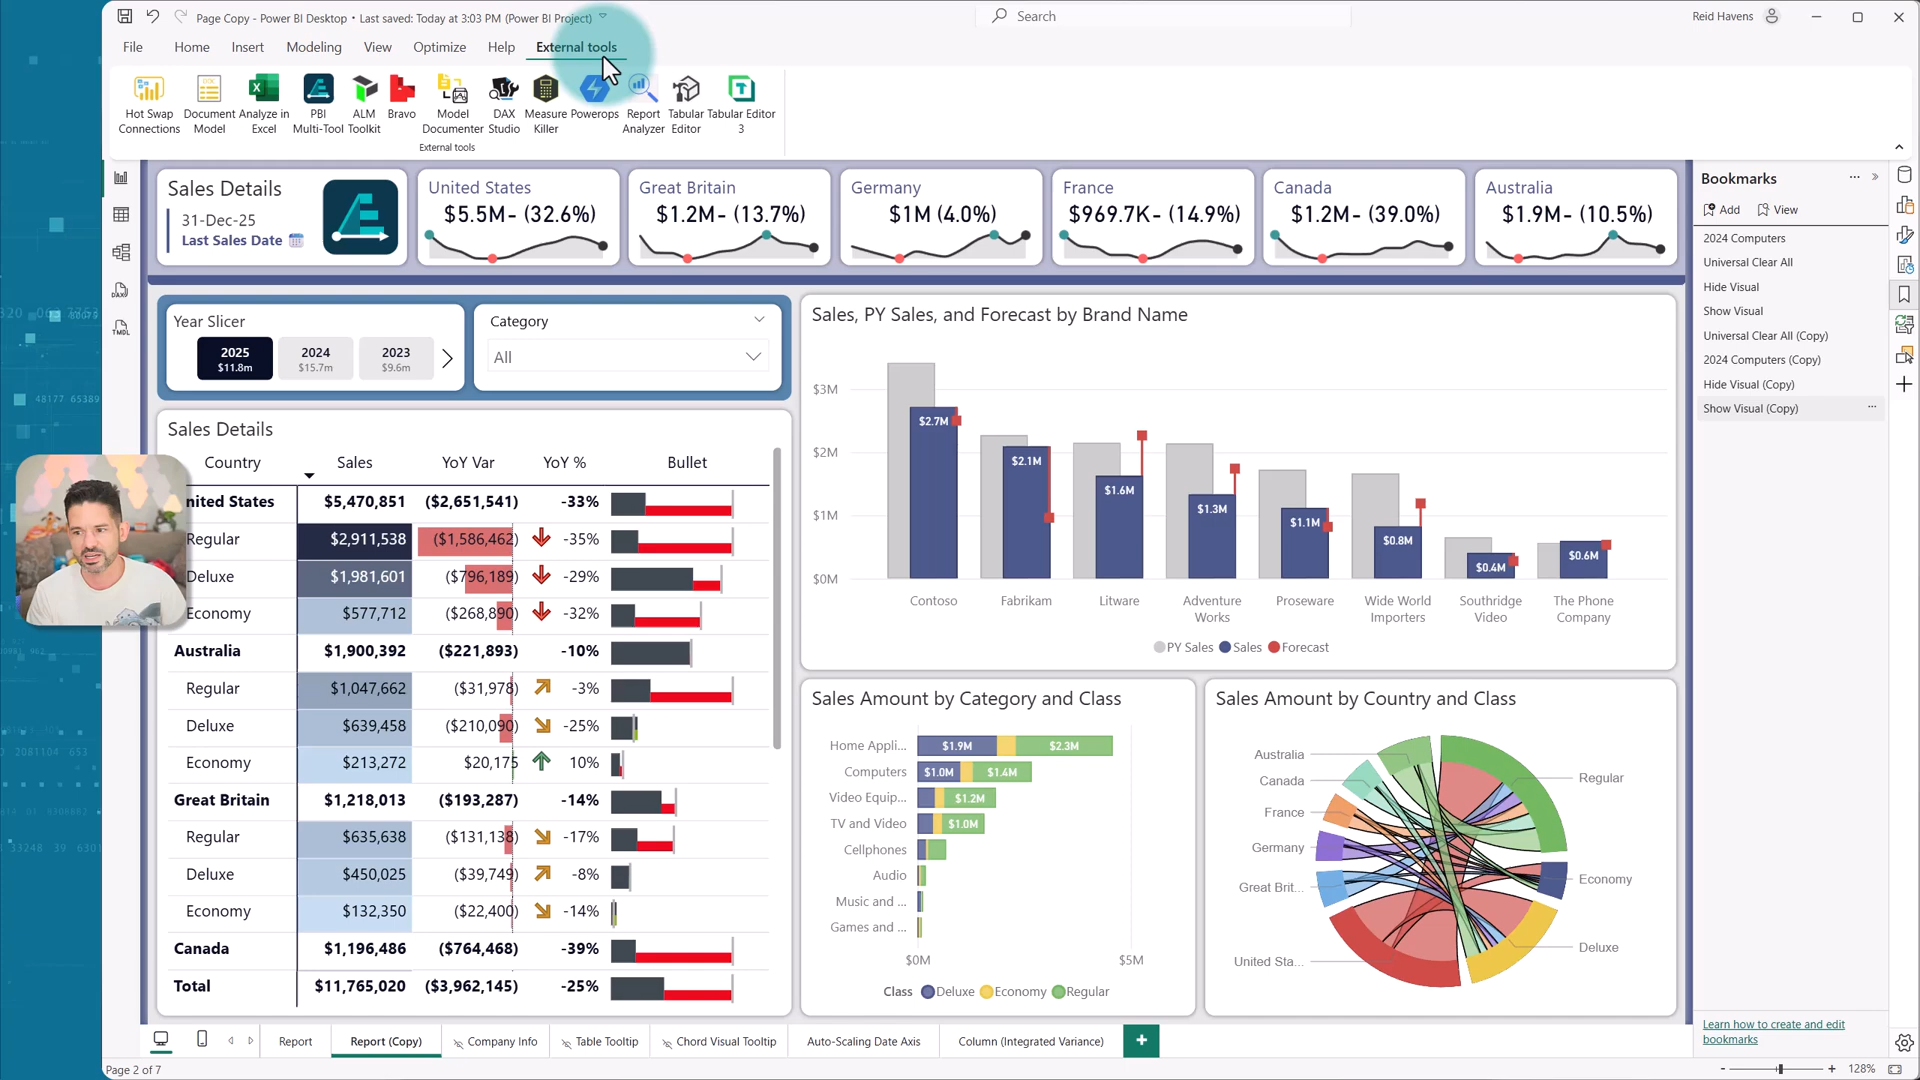 Page Copy - Power BI Desktop • Last saved: Today at 3:03 PM (Power BI Project)
Search
Reid Havens
File
Home
Insert
Modeling
View
Optimize
Help
External tools
Hot Swap Connections
Document Model
Analyze in Excel
PBI Multi-Tool
ALM Toolkit
Bravo
Model Documenter
DAX Studio
Measure Killer
Powerops
Report Analyzer
Tabular Editor
Tabular Editor 3
External tools
Sales Details
31-Dec-25
Last Sales Date
United States
$5.5M- (32.6%)
Great Britain
$1.2M- (13.7%)
Germany
$1M (4.0%)
France
$969.7K- (14.9%)
Canada
$1.2M- (39.0%)
Australia
$1.9M- (10.5%)
Year Slicer
2025
$11.8m
2024
$15.7m
2023
$9.6m
Category
All
Sales Details
Country Sales YoY Var YoY % Bullet
nited States $5,470,851 ($2,651,541) -33%
Regular $2,911,538 ($1,586,462) -35%
Deluxe $1,981,601 ($796,189) -29%
Economy $577,712 ($268,890) -32%
Australia $1,900,392 ($221,893) -10%
Regular $1,047,662 ($31,978) -3%
Deluxe $639,458 ($210,090) -25%
Economy $213,272 $20,175 10%
Great Britain $1,218,013 ($193,287) -14%
Regular $635,638 ($131,138) -17%
Deluxe $450,025 ($39,749) -8%
Economy $132,350 ($22,400) -14%
Canada $1,196,486 ($764,468) -39%
Total $11,765,020 ($3,962,145) -25%
Sales, PY Sales, and Forecast by Brand Name
$3M
$2M
$1M
$0M
$2.7M
$2.1M
$1.6M
$1.3M
$1.1M
$0.8M
$0.4M
$0.6M
Contoso
Fabrikam
Litware
Adventure Works
Proseware
Wide World Importers
Southridge Video
The Phone Company
PY Sales Sales Forecast
Sales Amount by Category and Class
Home Appli... $1.9M $2.3M
Computers $1.0M $1.4M
Video Equip... $1.2M
TV and Video $1.0M
Cellphones
Audio
Music and ...
Games and ...
$0M $5M
Class Deluxe Economy Regular
Sales Amount by Country and Class
Australia
Canada
France
Germany
Great Brit...
United Sta...
Regular
Economy
Deluxe
Bookmarks
Add
View
2024 Computers
Universal Clear All
Hide Visual
Show Visual
Universal Clear All (Copy)
2024 Computers (Copy)
Hide Visual (Copy)
Show Visual (Copy)
Learn how to create and edit
bookmarks
DAX
TMDL
48177 65389
2081104 653
33248 39 6301
Report
Report (Copy)
Company Info
Table Tooltip
Chord Visual Tooltip
Auto-Scaling Date Axis
Column (Integrated Variance)
Page 2 of 7
128%